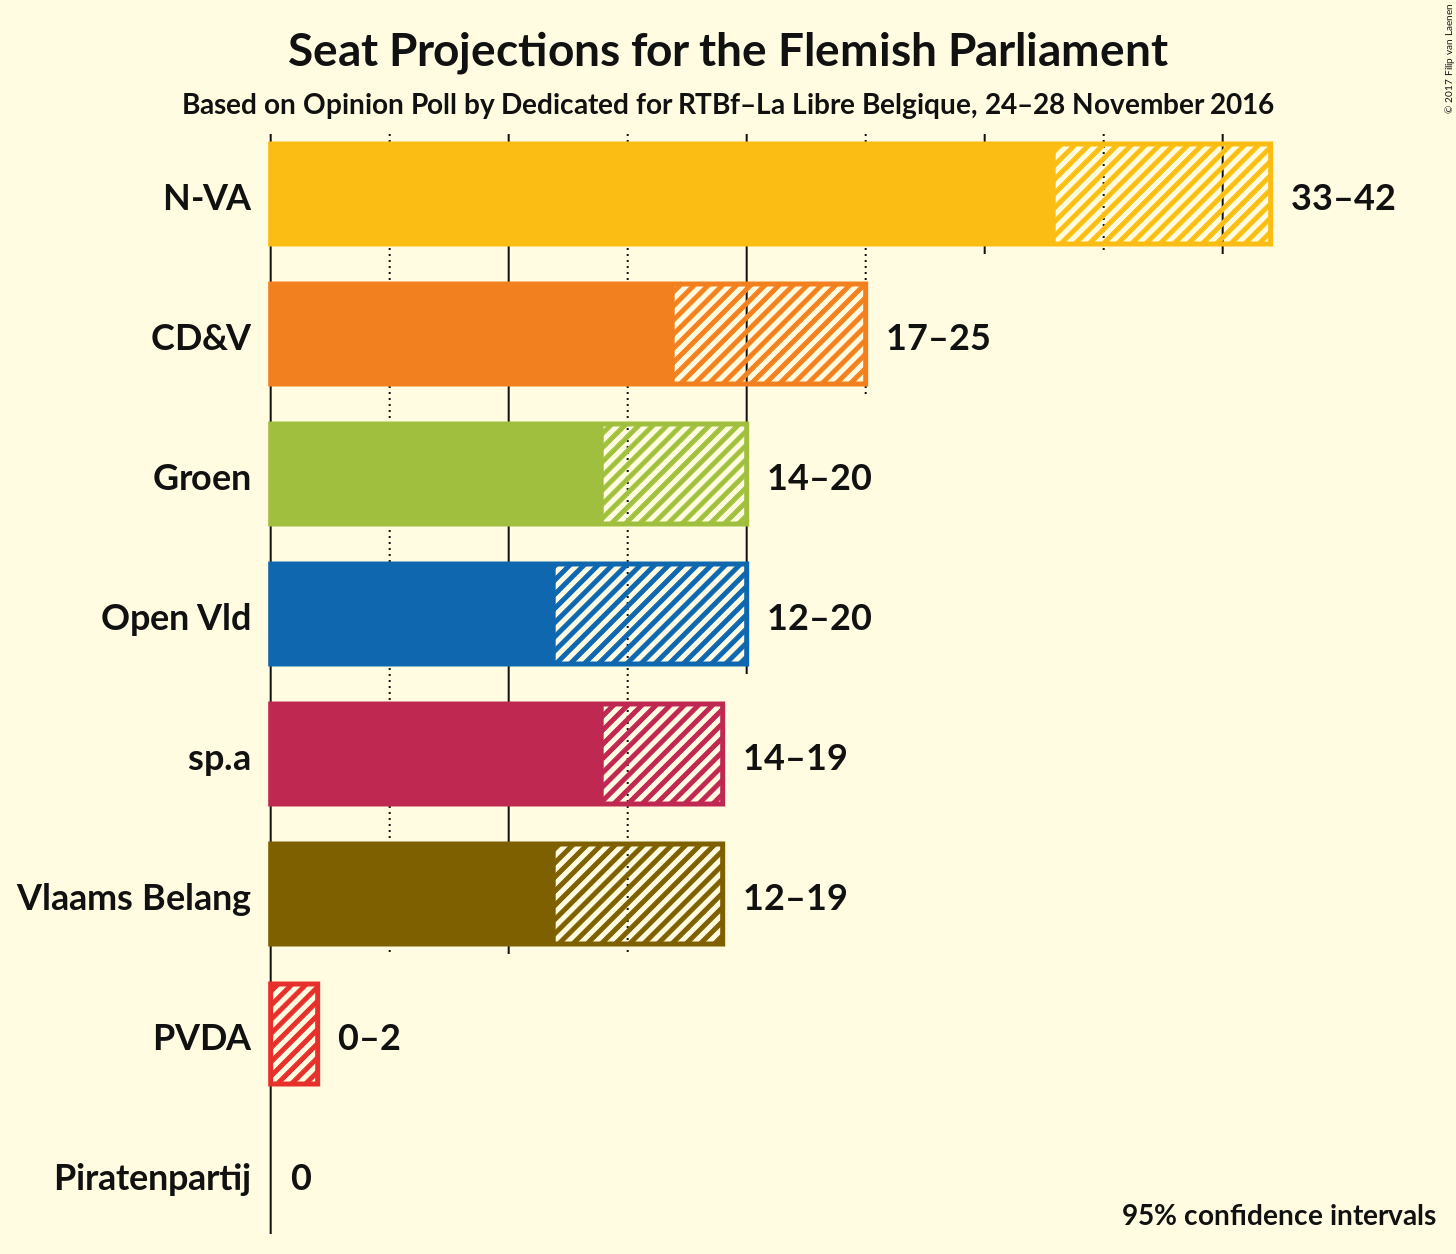 Seat Projections for the Flemish Parliament
Based on Opinion Poll by Dedicated for RTBf–La Libre Belgique, 24–28 November 2016
© 2017 Filip van Laenen
N-VA 33–42
CD&V 17–25
Groen 14–20
Open Vld 12–20
sp.a 14–19
Vlaams Belang 12–19
PVDA 0–2
Piratenpartij 0
95% confidence intervals